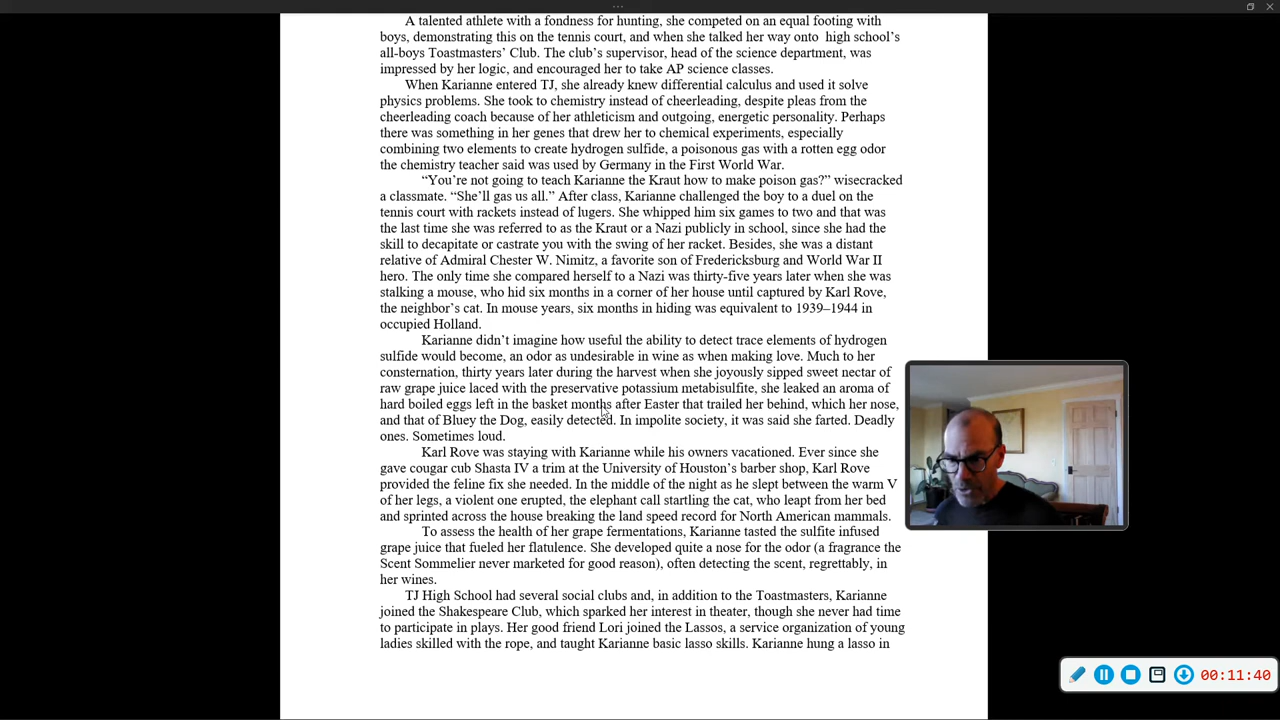 A talented athlete with a fondness for hunting, she competed on an equal footing with
boys, demonstrating this on the tennis court, and when she talked her way onto high school's
all-boys Toastmasters' Club. The club's supervisor, head of the science department, was
impressed by her logic, and encouraged her to take AP science classes.
When Karianne entered TJ, she already knew differential calculus and used it solve
physics problems. She took to chemistry instead of cheerleading, despite pleas from the
cheerleading coach because of her athleticism and outgoing, energetic personality. Perhaps
there was something in her genes that drew her to chemical experiments, especially
combining two elements to create hydrogen sulfide, a poisonous gas with a rotten egg odor
the chemistry teacher said was used by Germany in the First World War.
“You're not going to teach Karianne the Kraut how to make poison gas?” wisecracked
a classmate. “She'll gas us all.” After class, Karianne challenged the boy to a duel on the
tennis court with rackets instead of lugers. She whipped him six games to two and that was
the last time she was referred to as the Kraut or a Nazi publicly in school, since she had the
skill to decapitate or castrate you with the swing of her racket. Besides, she was a distant
relative of Admiral Chester W. Nimitz, a favorite son of Fredericksburg and World War II
hero. The only time she compared herself to a Nazi was thirty-five years later when she was
stalking a mouse, who hid six months in a corner of her house until captured by Karl Rove,
the neighbor's cat. In mouse years, six months in hiding was equivalent to 1939–1944 in
occupied Holland.
Karianne didn't imagine how useful the ability to detect trace elements of hydrogen
sulfide would become, an odor as undesirable in wine as when making love. Much to her
consternation, thirty years later during the harvest when she joyously sipped sweet nectar of
raw grape juice laced with the preservative potassium metabisulfite, she leaked an aroma of
hard boiled eggs left in the basket months after Easter that trailed her behind, which her nose,
and that of Bluey the Dog, easily detected. In impolite society, it was said she farted. Deadly
ones. Sometimes loud.
Karl Rove was staying with Karianne while his owners vacationed. Ever since she
gave cougar cub Shasta IV a trim at the University of Houston's barber shop, Karl Rove
provided the feline fix she needed. In the middle of the night as he slept between the warm V
of her legs, a violent one erupted, the elephant call startling the cat, who leapt from her bed
and sprinted across the house breaking the land speed record for North American mammals.
To assess the health of her grape fermentations, Karianne tasted the sulfite infused
grape juice that fueled her flatulence. She developed quite a nose for the odor (a fragrance the
Scent Sommelier never marketed for good reason), often detecting the scent, regrettably, in
her wines.
TJ High School had several social clubs and, in addition to the Toastmasters, Karianne
joined the Shakespeare Club, which sparked her interest in theater, though she never had time
to participate in plays. Her good friend Lori joined the Lassos, a service organization of young
ladies skilled with the rope, and taught Karianne basic lasso skills. Karianne hung a lasso in
00:11:40